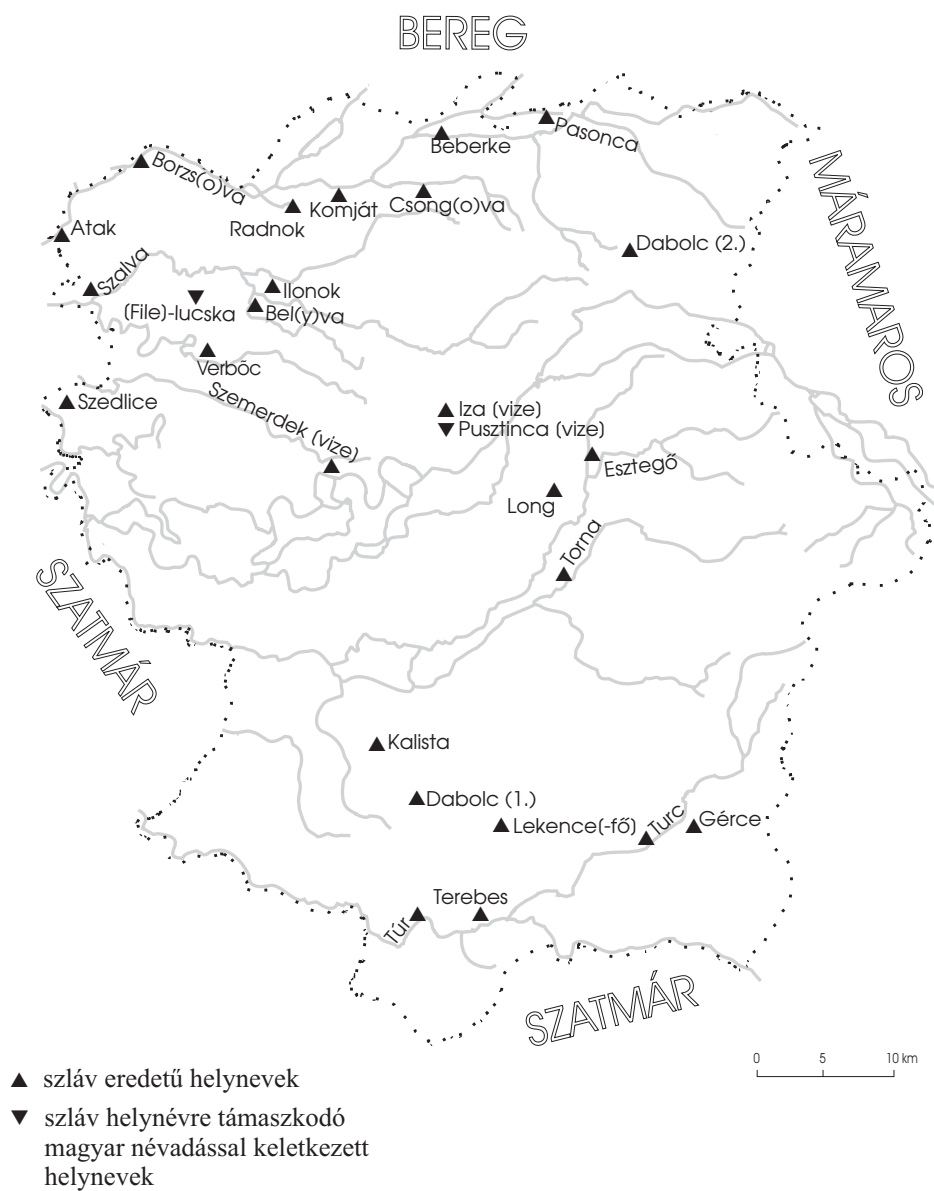 BEREG
Pasonca
Beberke
Borzs(o)va
MÁRAMAROS
Csong(o)va
Komját
Radnok
Atak
Dabolc (2.)
Szalva
Ilonok
(File)-lucska
Bel(y)va
Verbőc
Szemerdek (vize)
Szedlice
Iza (vize)
Pusztinca (vize)
Esztegő
Long
Torna
SZATMÁR
Kalista
Dabolc (1.)
Lekence(-fő)
Turc
Gérce
Terebes
Túr
SZATMÁR
0 5 10 km
szláv eredetű helynevek
szláv helynévre támaszkodó
magyar névadással keletkezett
helynevek